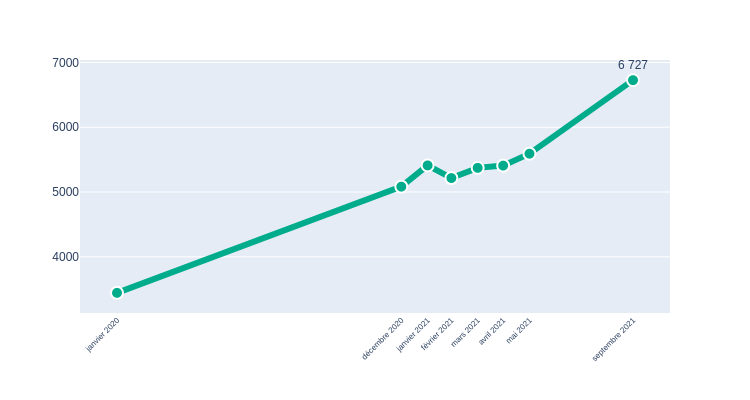 7000
6 727
6000
5000
4000
janvier 2020
décembre 2020
janvier 2021
février 2021
mars 2021
avril 2021
mai 2021
septembre 2021